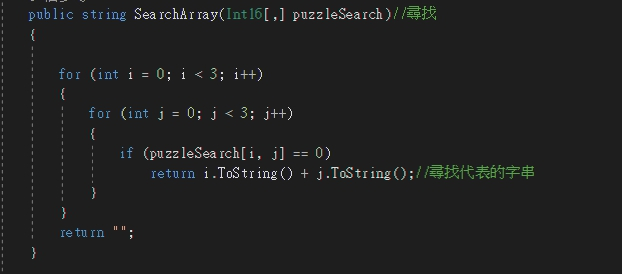 public string SearchArray(Int16[,] puzzleSearch)//尋找
{
for (int i = 0; i < 3; i++)
{
for (int j = 0; j < 3; j++)
{
if (puzzleSearch[i, j] == 0)
return i.ToString() + j.ToString();//尋找代表的字串
}
}
return "";
}